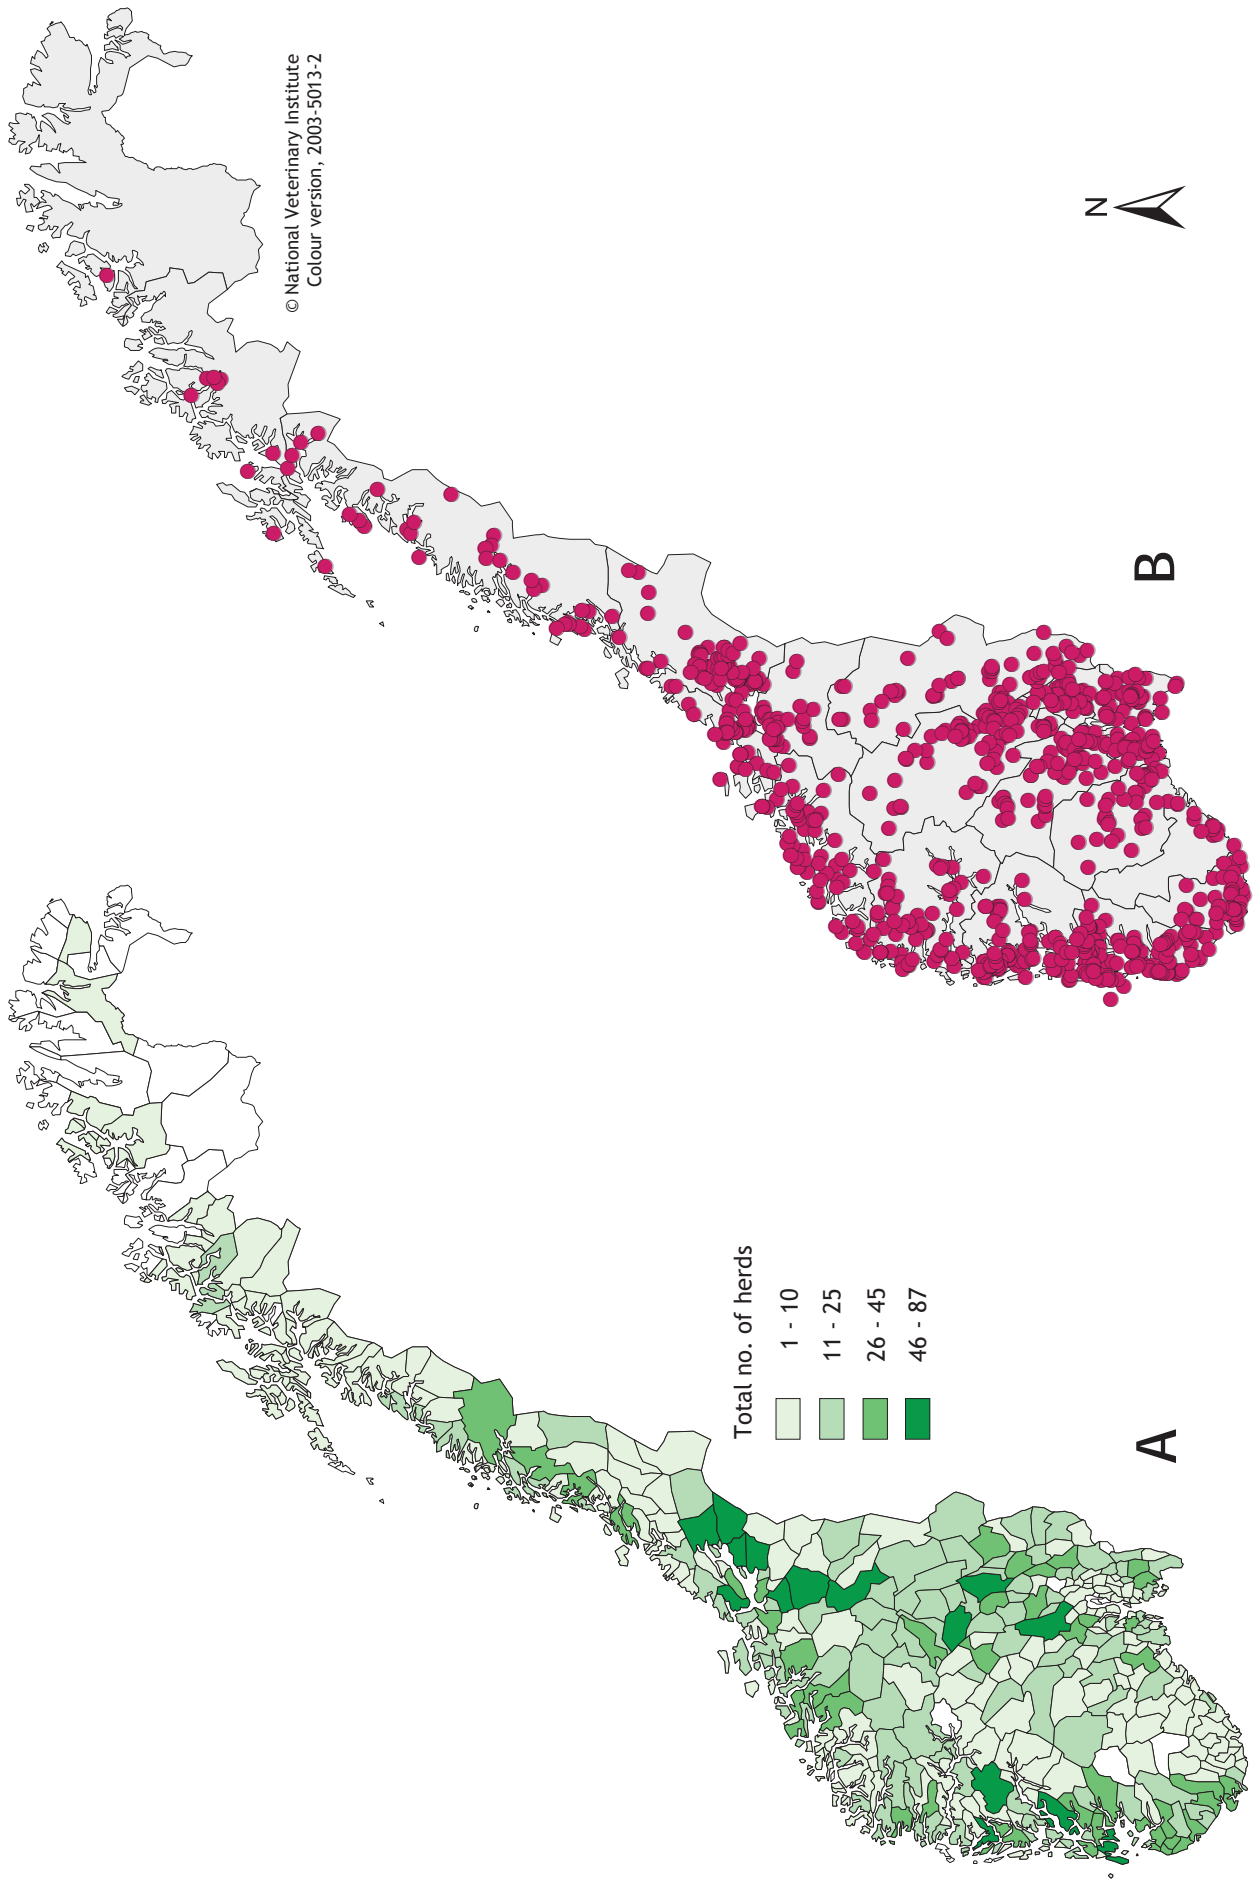 Total no. of herds
1 - 10
11 - 25
26 - 45
46 - 87
A
© National Veterinary Institute
Colour version, 2003-5013-2
N
B